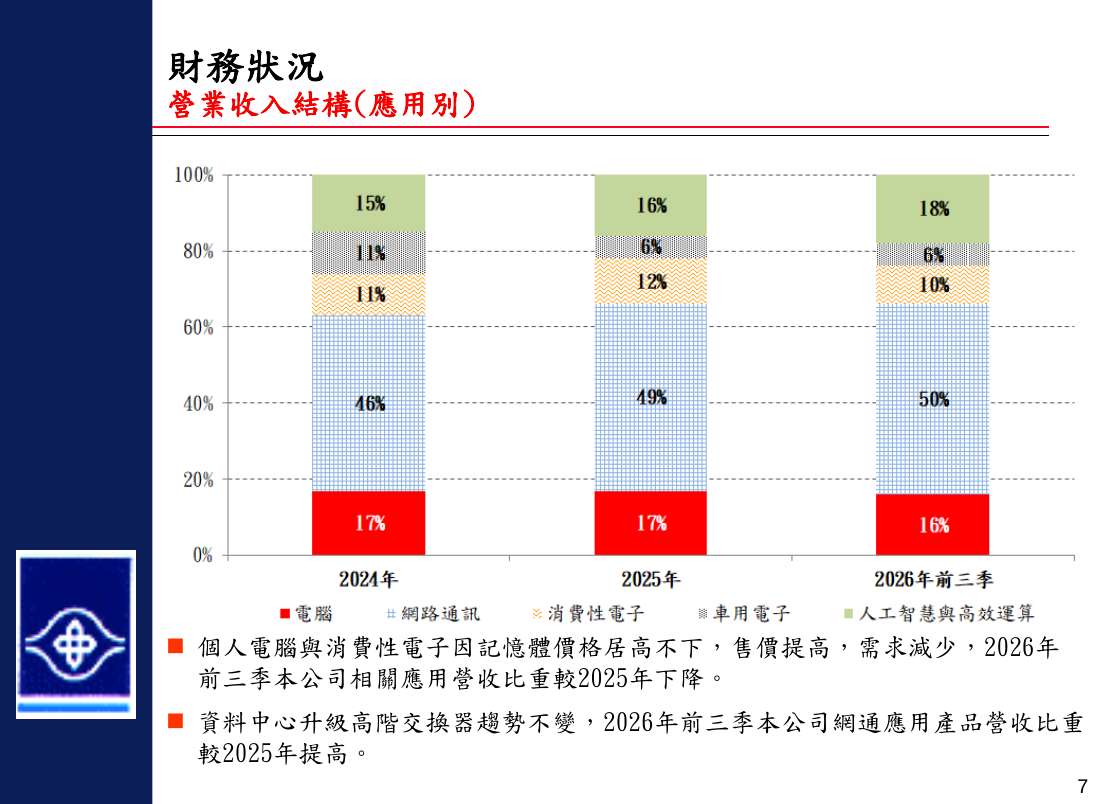 財務狀況
營業收入結構(應用別)
100%
80%
60%
40%
20%
0%
15%
11%
11%
46%
17%
16%
6%
12%
49%
17%
18%
6%
10%
50%
16%
2024年
2025年
2026年前三季
電腦 網路通訊 消費性電子 車用電子 人工智慧與高效運算
個人電腦與消費性電子因記憶體價格居高不下，售價提高，需求減少，2026年
前三季本公司相關應用營收比重較2025年下降。
資料中心升級高階交換器趨勢不變，2026年前三季本公司網通應用產品營收比重
較2025年提高。
7